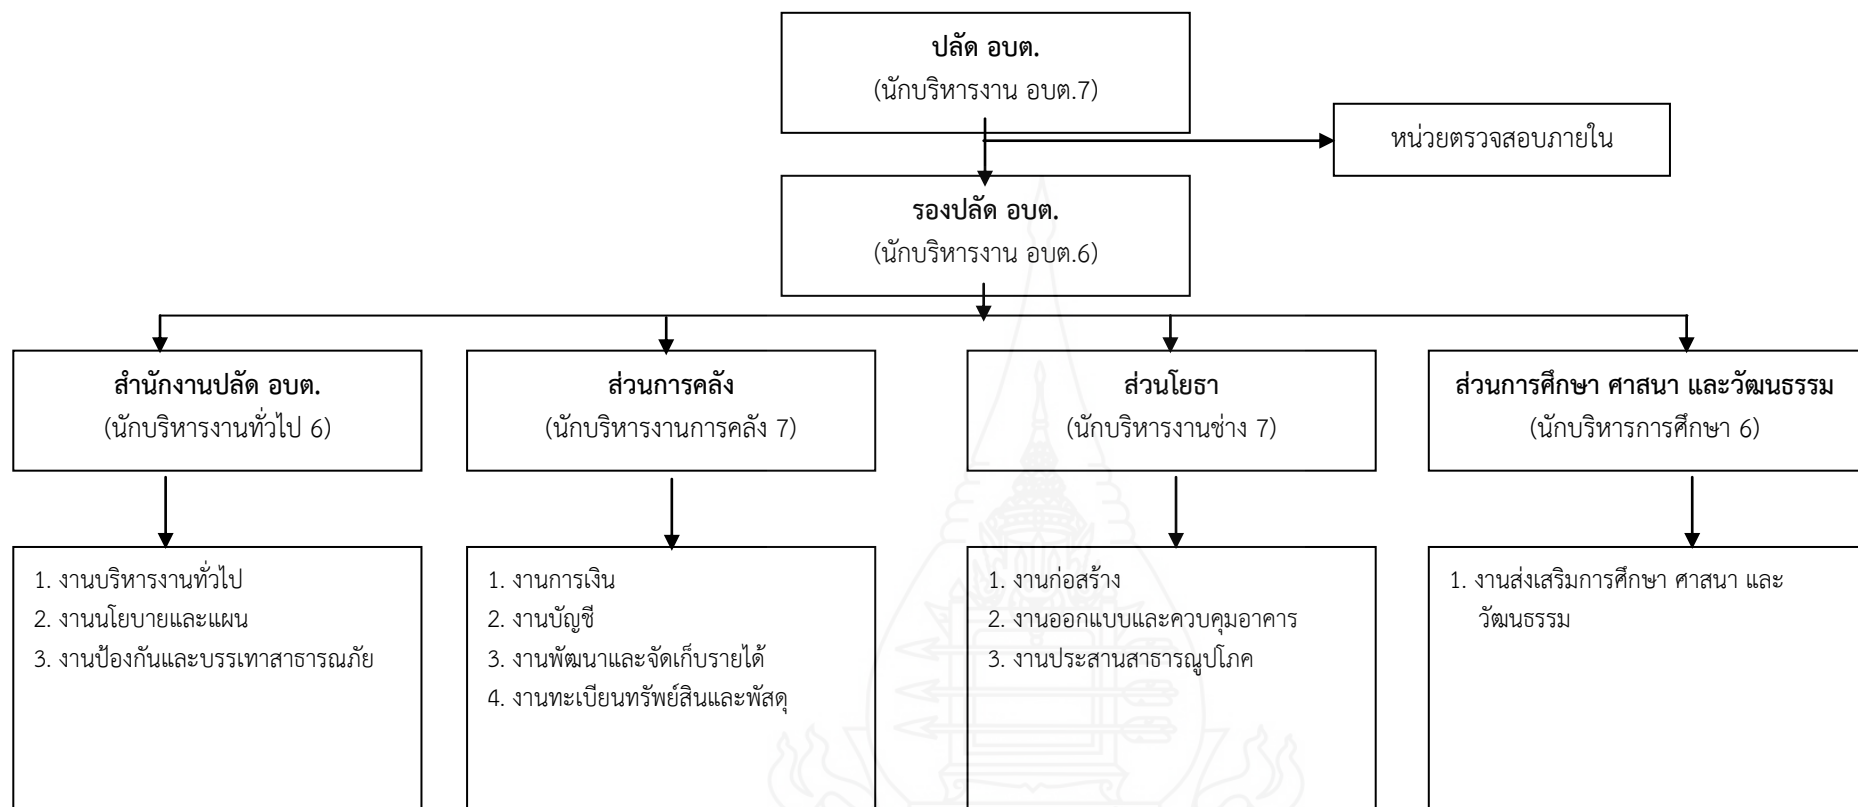 ปลัด อบต.
(นักบริหารงาน อบต.7)
หน่วยตรวจสอบภายใน
รองปลัด อบต.
(นักบริหารงาน อบต.6)
สำนักงานปลัด อบต.
(นักบริหารงานทั่วไป 6)
ส่วนการคลัง
(นักบริหารงานการคลัง 7)
ส่วนโยธา
(นักบริหารงานช่าง 7)
ส่วนการศึกษา ศาสนา และวัฒนธรรม
(นักบริหารการศึกษา 6)
1. งานบริหารงานทั่วไป
2. งานนโยบายและแผน
3. งานป้องกันและบรรเทาสาธารณภัย
1. งานการเงิน
2. งานบัญชี
3. งานพัฒนาและจัดเก็บรายได้
4. งานทะเบียนทรัพย์สินและพัสดุ
1. งานก่อสร้าง
2. งานออกแบบและควบคุมอาคาร
3. งานประสานสาธารณูปโภค
1. งานส่งเสริมการศึกษา ศาสนา และ
วัฒนธรรม